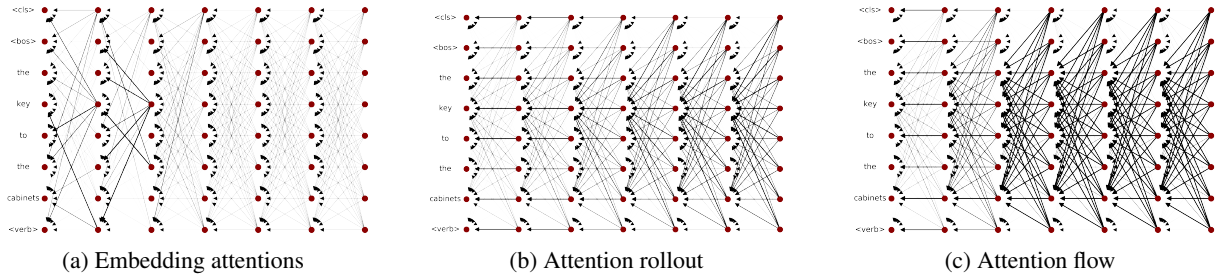 <cls>
<bos>
the
key
to
the
cabinets
<verb>
(a) Embedding attentions
<cls>
<bos>
the
key
to
the
cabinets
<verb>
(b) Attention rollout
<cls>
<bos>
the
key
to
the
cabinets
<verb>
(c) Attention flow